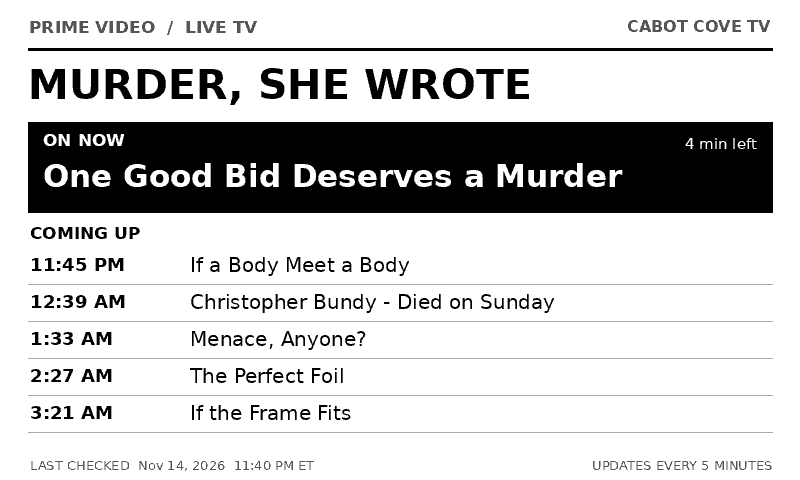 PRIME VIDEO / LIVE TV
CABOT COVE TV
MURDER, SHE WROTE
ON NOW
4 min left
One Good Bid Deserves a Murder
COMING UP
11:45 PM If a Body Meet a Body
12:39 AM Christopher Bundy - Died on Sunday
1:33 AM Menace, Anyone?
2:27 AM The Perfect Foil
3:21 AM If the Frame Fits
LAST CHECKED Nov 14, 2026 11:40 PM ET
UPDATES EVERY 5 MINUTES